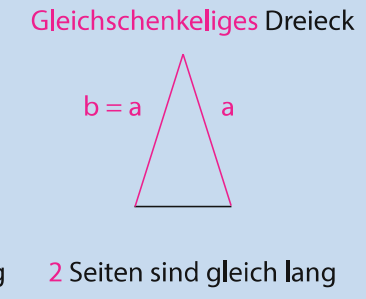 Gleichschenkeliges Dreieck
b = a
a
g 2 Seiten sind gleich lang